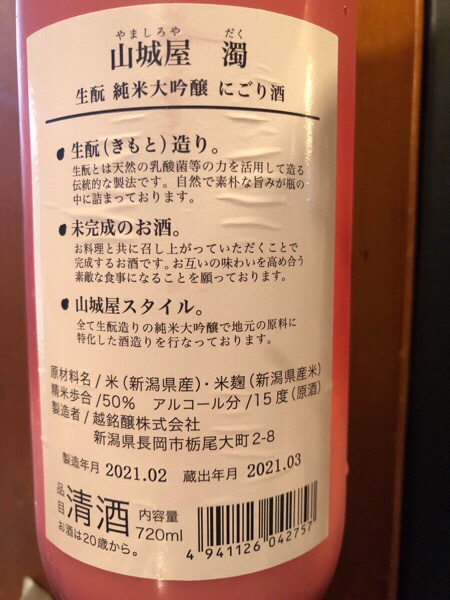 やましろや だく
山城屋 濁
生酛 純米大吟醸 にごり酒
●生酛(きもと)造り。
生酛とは天然の乳酸菌等の力を活用して造る
伝統的な製法です。自然で素朴な旨みが瓶の
中に詰まっております。
●未完成のお酒。
お料理と共に召し上がっていただくことで
完成するお酒です。お互いの味わいを高め合う
素敵な食事になることを願っております。
●山城屋スタイル。
全て生酛造りの純米大吟醸で地元の原料に
特化した酒造りを行なっております。
原材料名/米(新潟県産)・米麹(新潟県産米)
精米歩合/50% アルコール分/15度(原酒)
製造者/越銘醸株式会社
新潟県長岡市栃尾大町2-8
製造年月 2021.02 蔵出年月 2021.03
品目 清酒 内容量 720ml
お酒は20歳から。
4 941126 042757